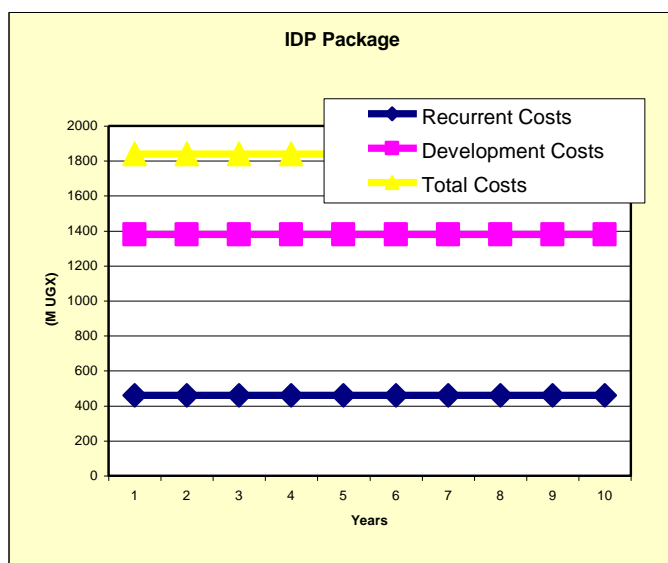 IDP Package
Recurrent Costs
Development Costs
Total Costs
2000
1800
1600
1400
1200
1000
800
600
400
200
0
(M UGX)
1 2 3 4 5 6 7 8 9 10
Years